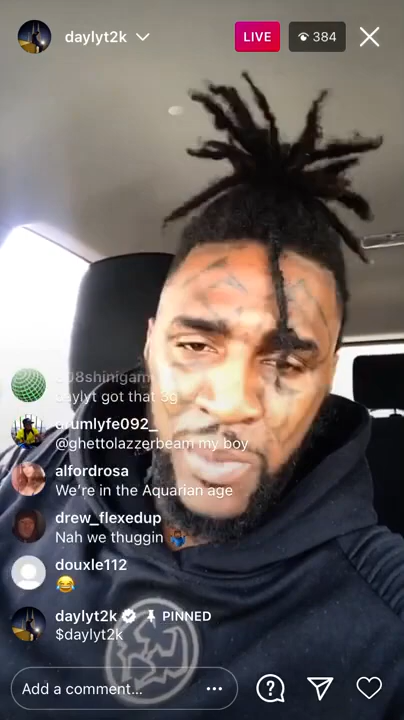 daylyt2k
LIVE
384
daylyt got that 3g
drumlyfe092_
@ghettolazzerbeam my boy
alfordrosa
We're in the Aquarian age
drew_flexedup
Nah we thuggin 🤷🏾‍♂️
douxle112
😂
daylyt2k PINNED
$daylyt2k
Add a comment...